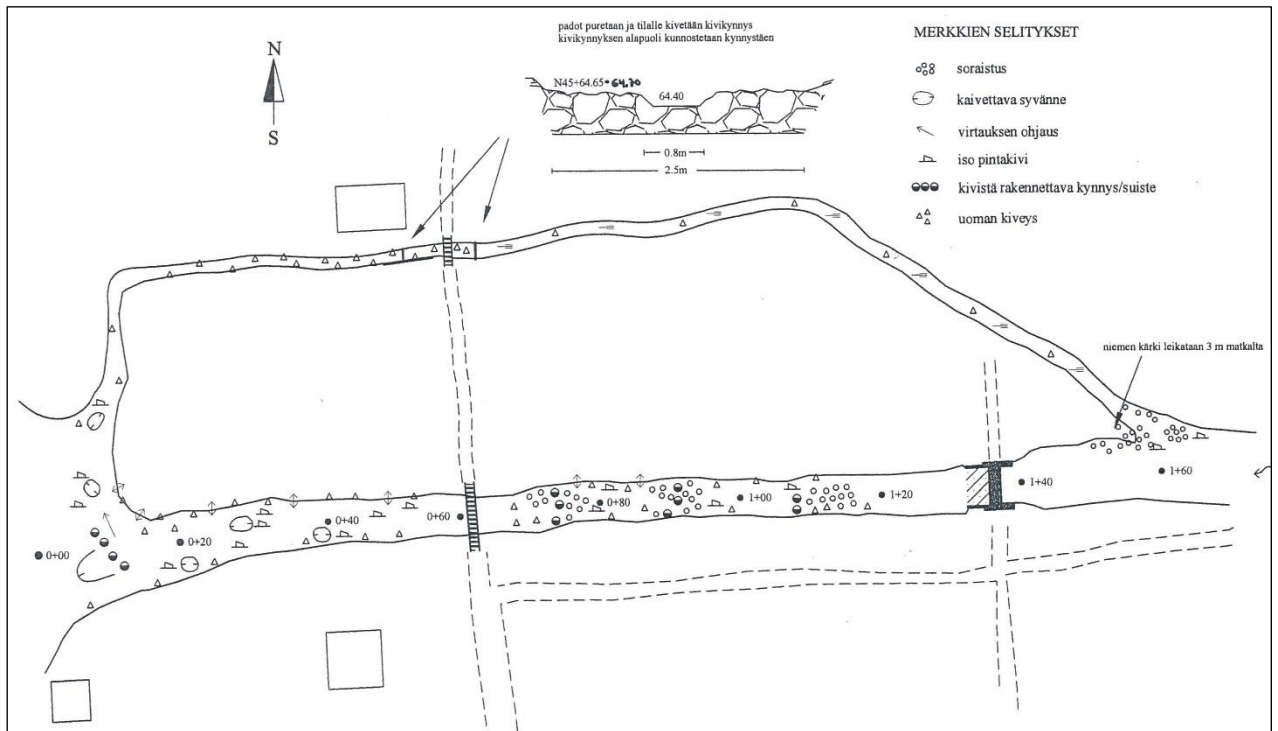 padot puretaan ja tilalle kivetään kivikynnys
kivikynnyksen alapuoli kunnostetaan kynnystäen
N45+64.65-64.70
64.40
0.8m
2.5m
N
S
MERKKIEN SELITYKSET
soraistus
kaivettava syvänne
virtauksen ohjaus
iso pintakivi
kivistä rakennettava kynnys/suiste
uoman kiveys
niemen kärki leikataan 3 m matkalta
0+00
0+20
0+40
0+60
0+80
1+00
1+20
1+40
1+60